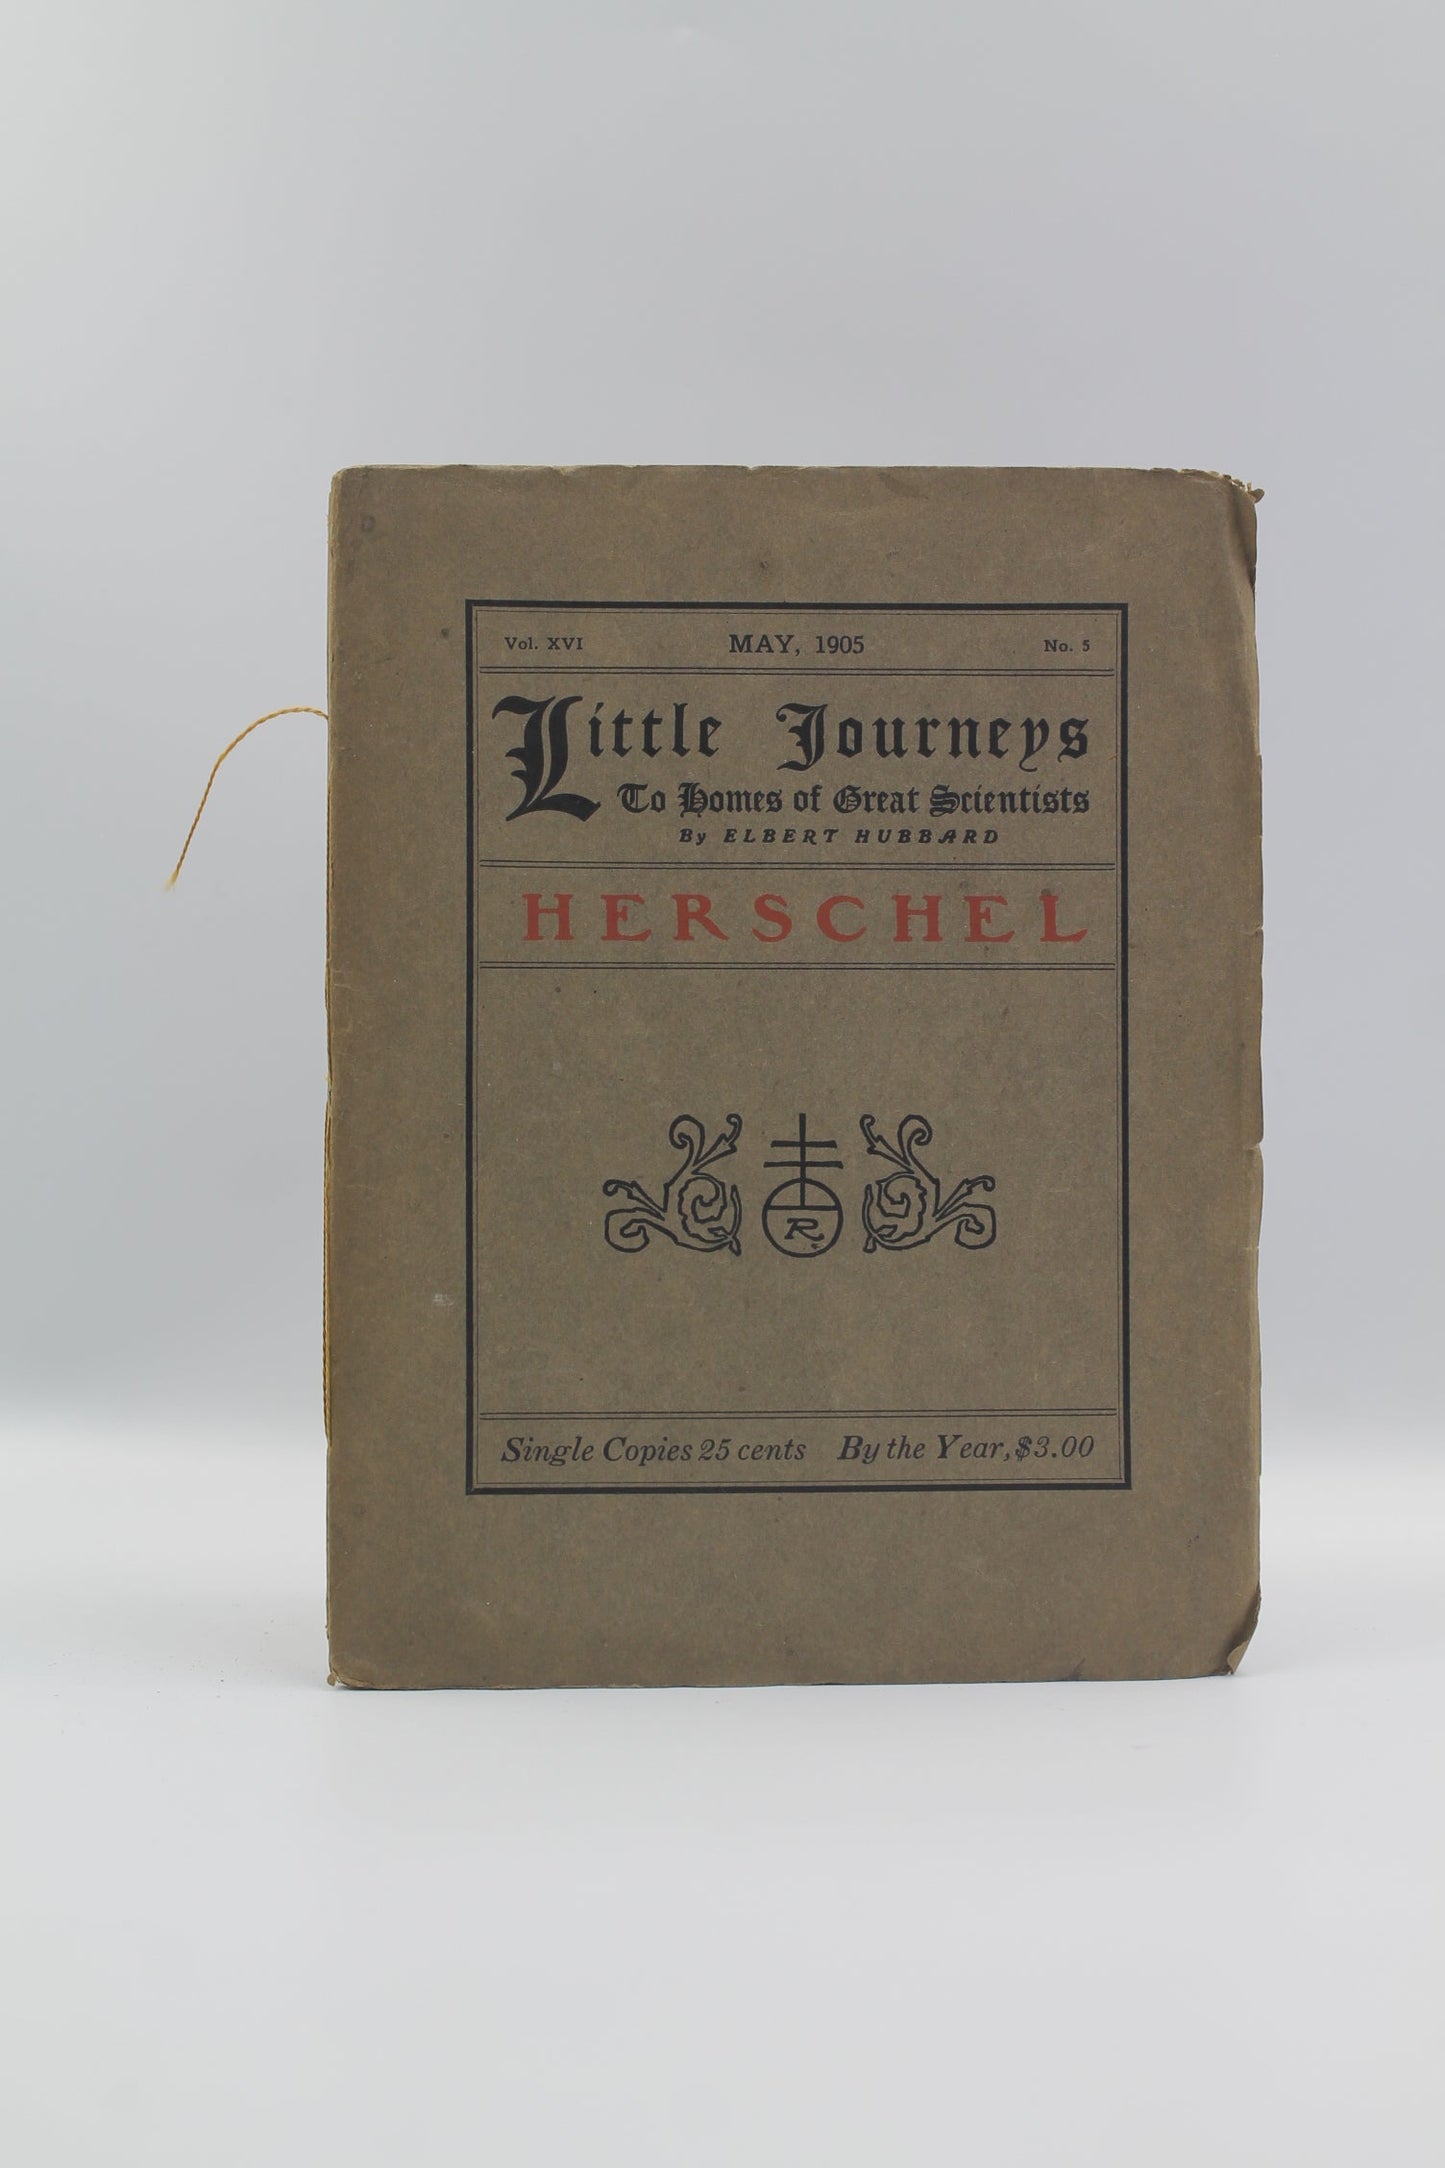 D
Vol. XVI MAY, 1905 No. 5
Little Journeys
To Homes of Great Scientists
By ELBERT HUBBARD
HERSCHEL
R
Single Copies 25 cents By the Year, $3.00